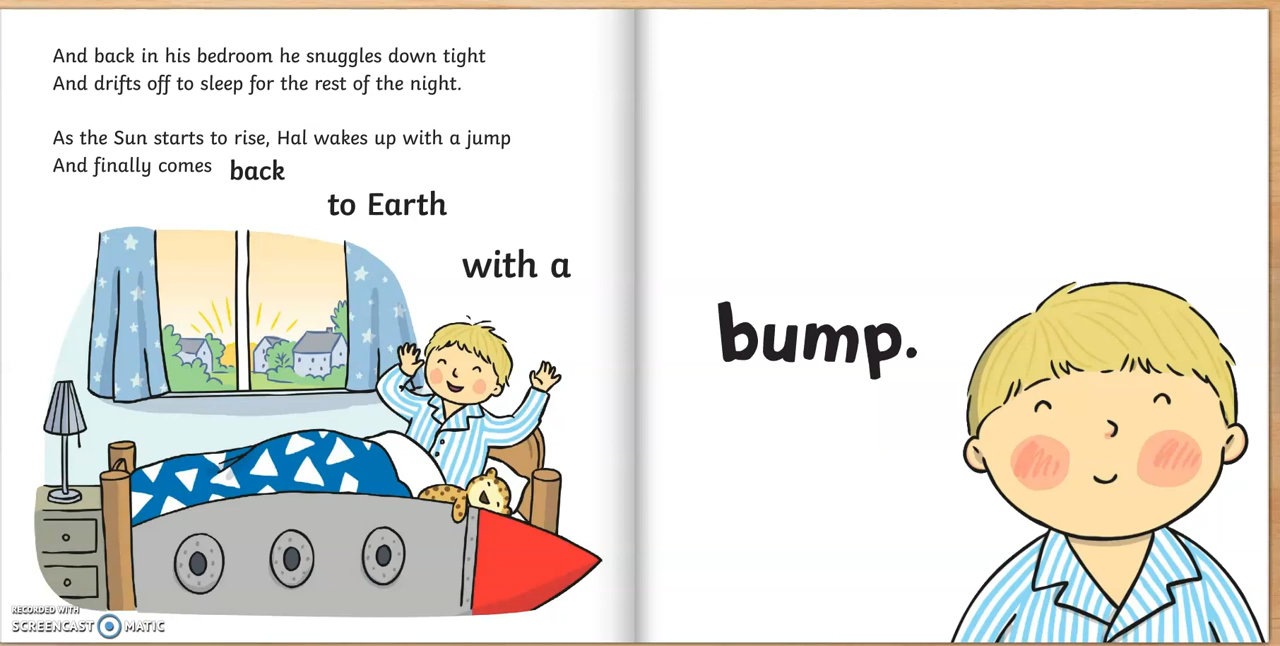 And back in his bedroom he snuggles down tight
And drifts off to sleep for the rest of the night.
As the Sun starts to rise, Hal wakes up with a jump
And finally comes back
to Earth
with a
bump.
RECORDED WITH
SCREENCAST MATIC